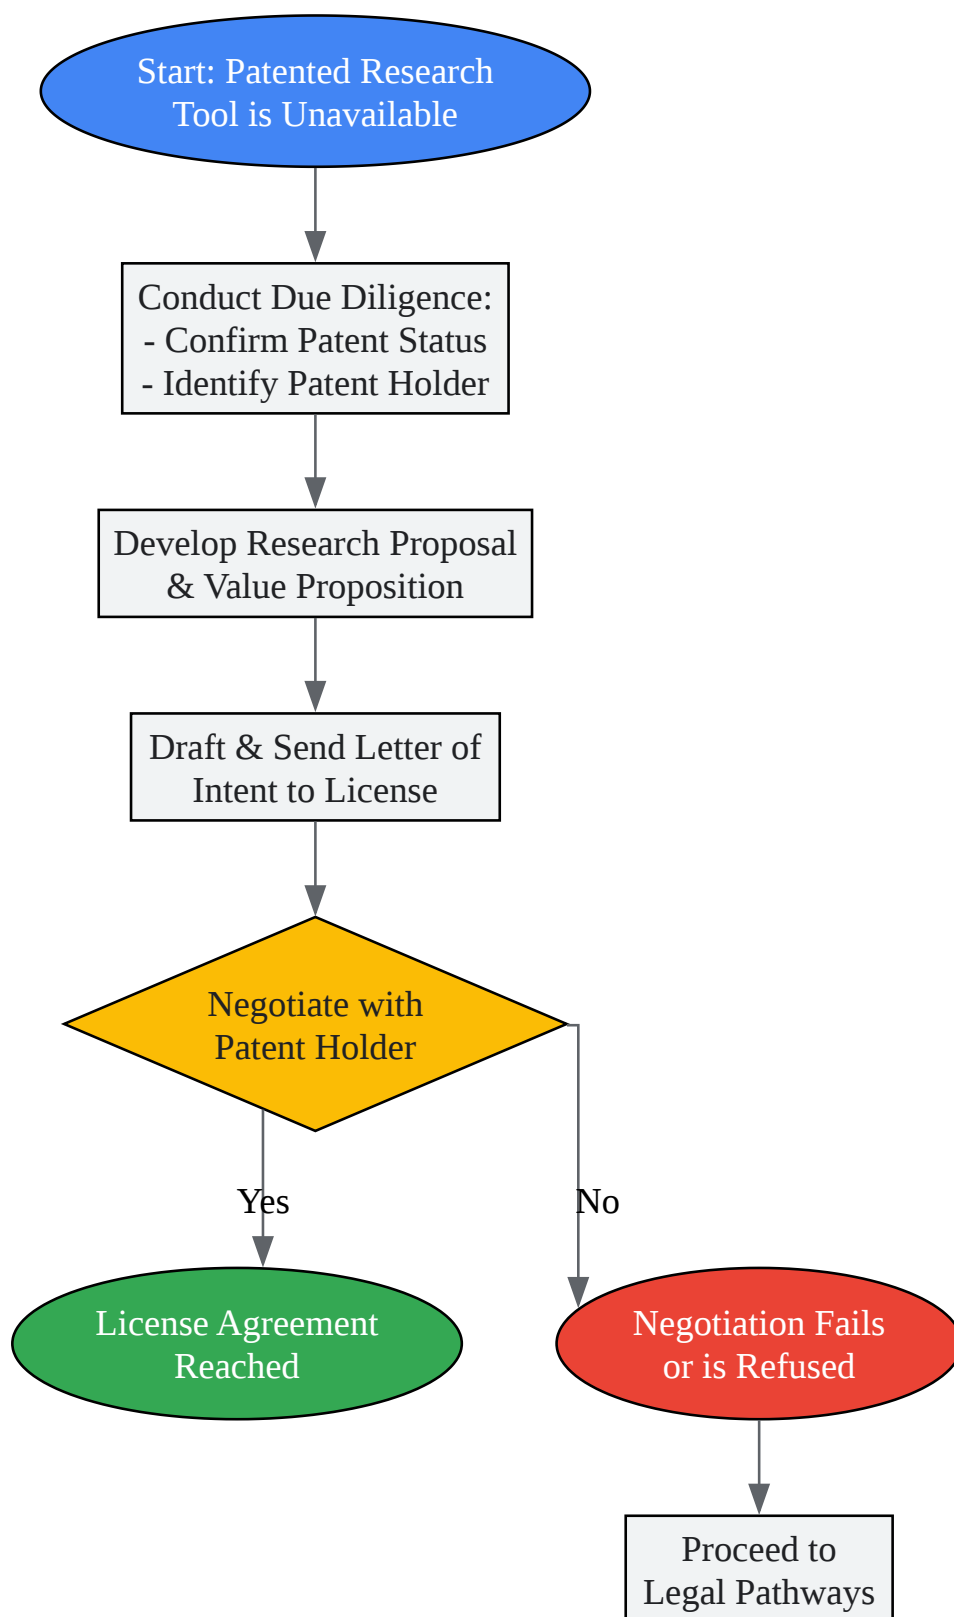 Start: Patented Research
Tool is Unavailable
Conduct Due Diligence:
- Confirm Patent Status
- Identify Patent Holder
Develop Research Proposal
& Value Proposition
Draft & Send Letter of
Intent to License
Negotiate with
Patent Holder
Yes
No
License Agreement
Reached
Negotiation Fails
or is Refused
Proceed to
Legal Pathways